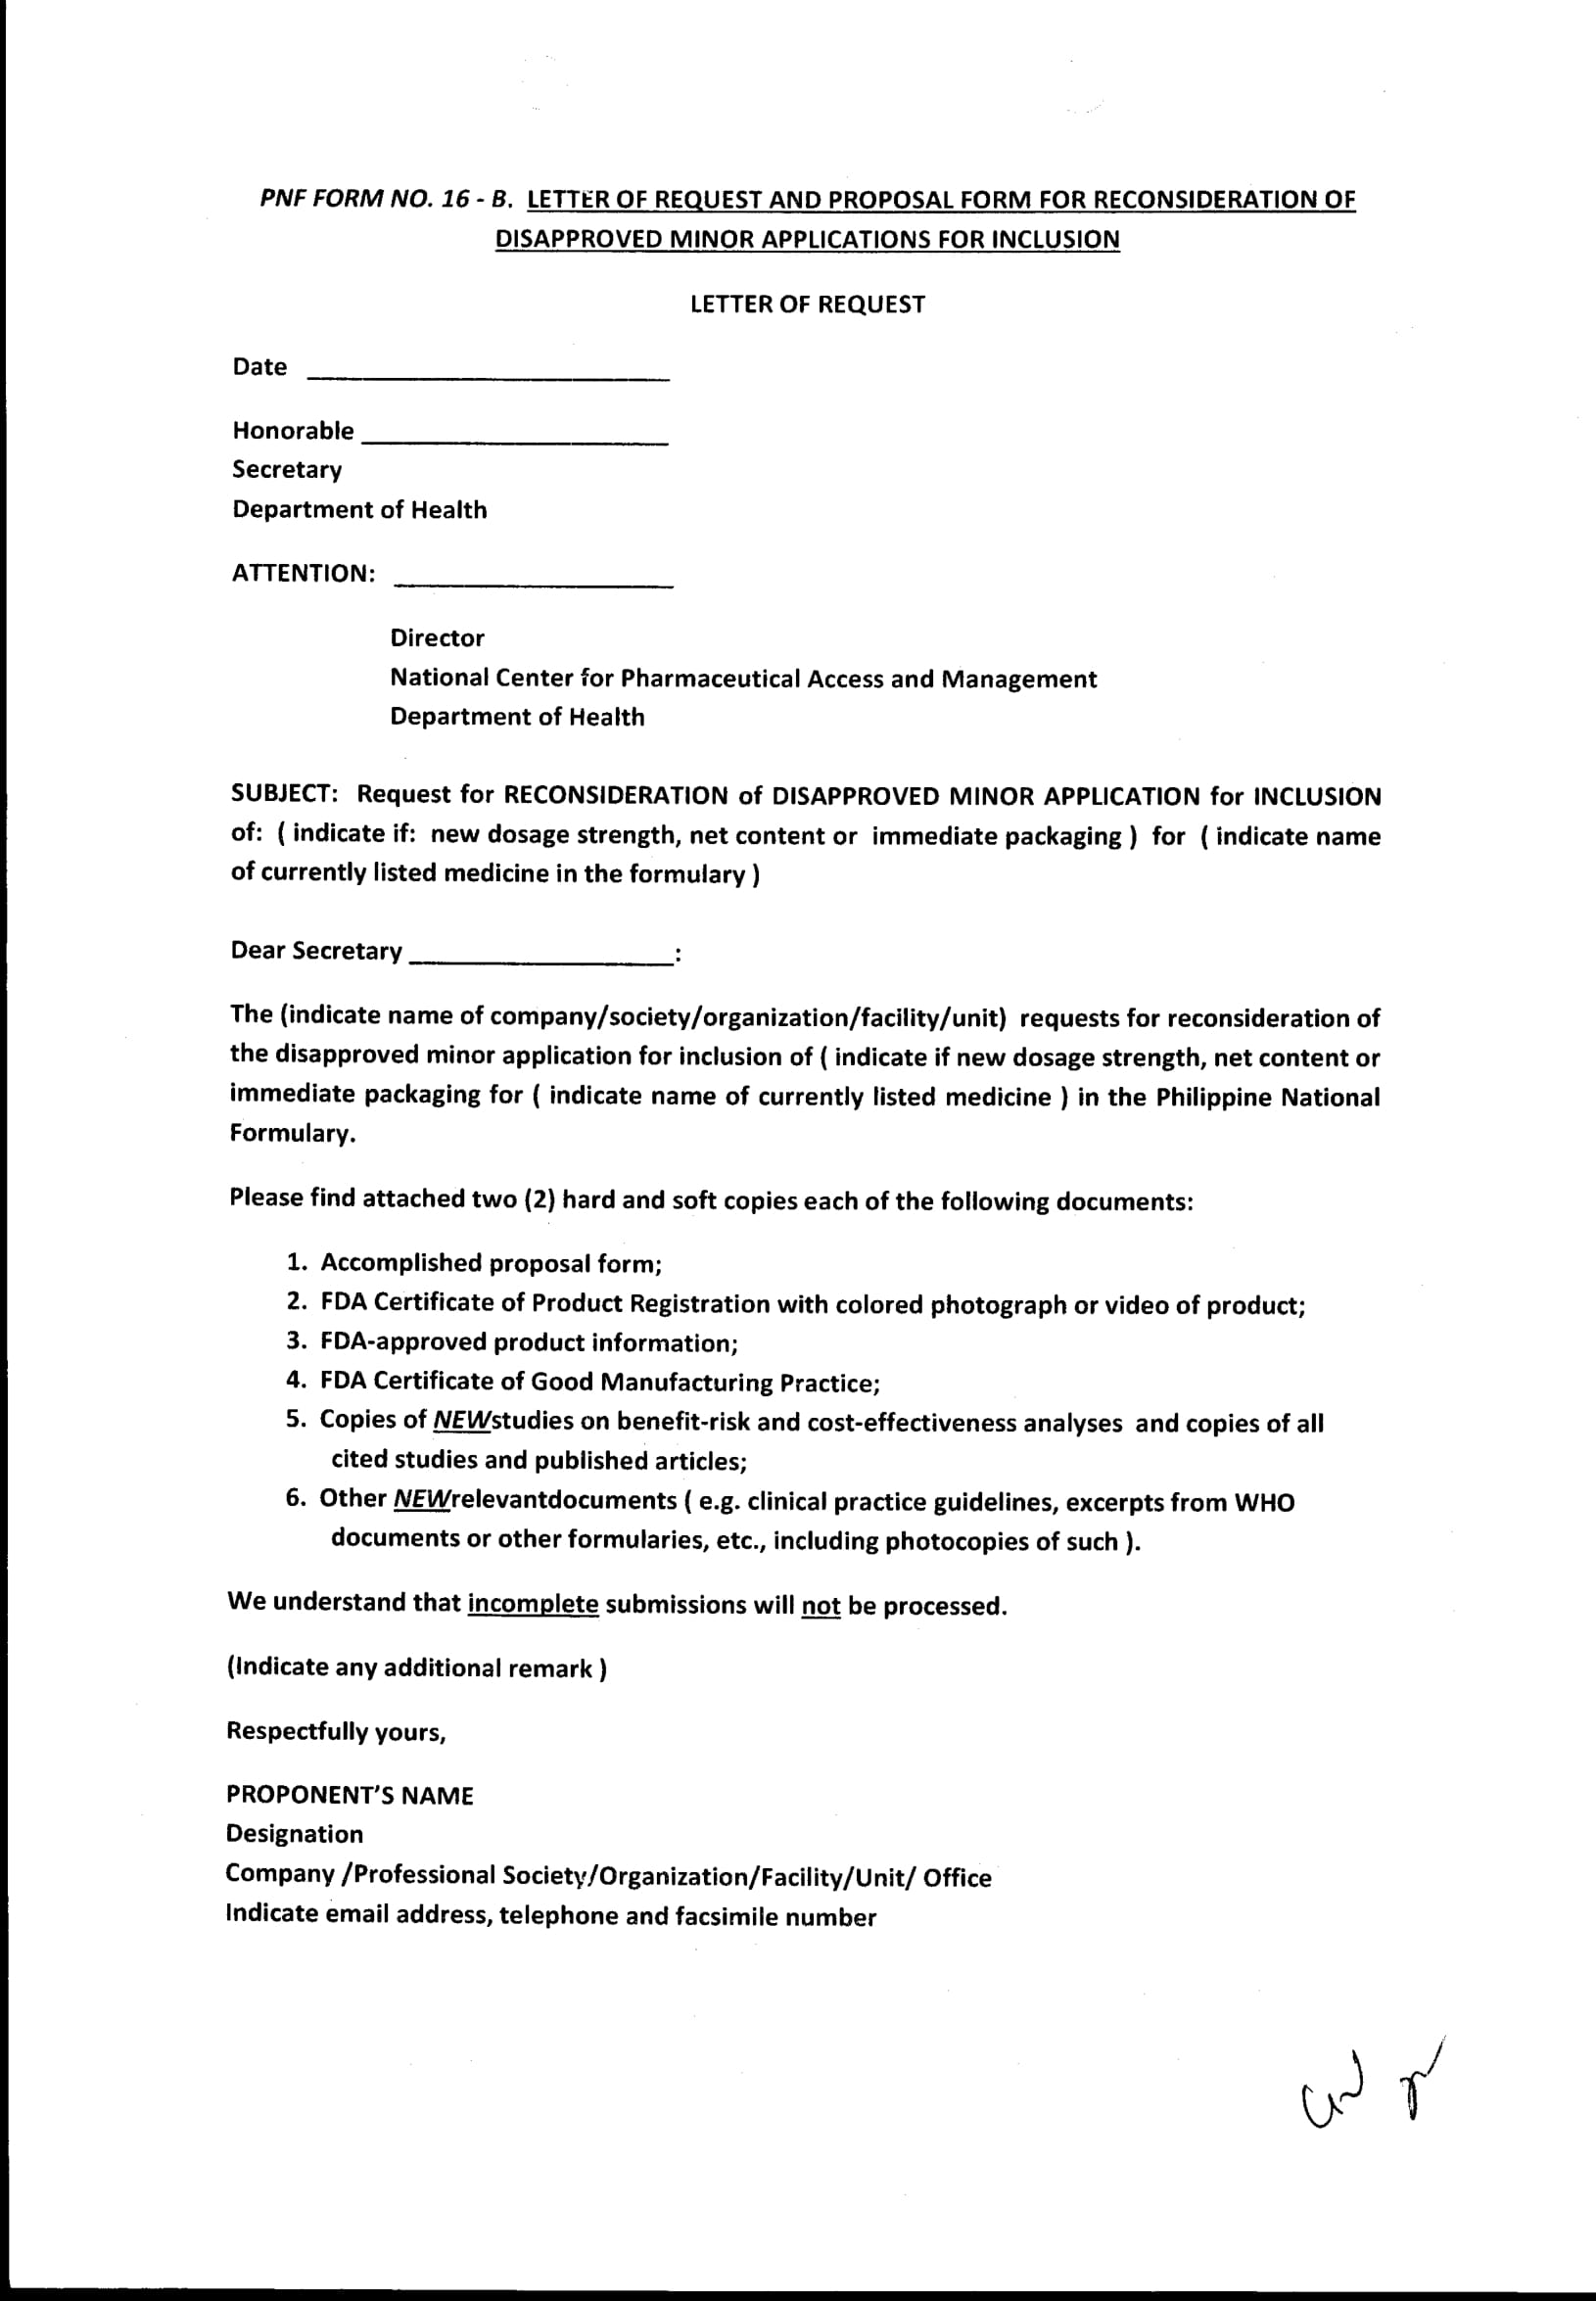 PNF FORM NO. 16 - B. LETTER OF REQUEST AND PROPOSAL FORM FOR RECONSIDERATION OF
DISAPPROVED MINOR APPLICATIONS FOR INCLUSION
LETTER OF REQUEST
Date ____________________
Honorable ____________________
Secretary
Department of Health
ATTENTION: ____________________
Director
National Center for Pharmaceutical Access and Management
Department of Health
SUBJECT: Request for RECONSIDERATION of DISAPPROVED MINOR APPLICATION for INCLUSION
of: ( indicate if: new dosage strength, net content or immediate packaging ) for ( indicate name
of currently listed medicine in the formulary )
Dear Secretary ____________________:
The (indicate name of company/society/organization/facility/unit) requests for reconsideration of
the disapproved minor application for inclusion of ( indicate if new dosage strength, net content or
immediate packaging for ( indicate name of currently listed medicine ) in the Philippine National
Formulary.
Please find attached two (2) hard and soft copies each of the following documents:
1. Accomplished proposal form;
2. FDA Certificate of Product Registration with colored photograph or video of product;
3. FDA-approved product information;
4. FDA Certificate of Good Manufacturing Practice;
5. Copies of NEWstudies on benefit-risk and cost-effectiveness analyses and copies of all
cited studies and published articles;
6. Other NEWrelevantdocuments ( e.g. clinical practice guidelines, excerpts from WHO
documents or other formularies, etc., including photocopies of such ).
We understand that incomplete submissions will not be processed.
(Indicate any additional remark )
Respectfully yours,
PROPONENT'S NAME
Designation
Company /Professional Society/Organization/Facility/Unit/ Office
Indicate email address, telephone and facsimile number